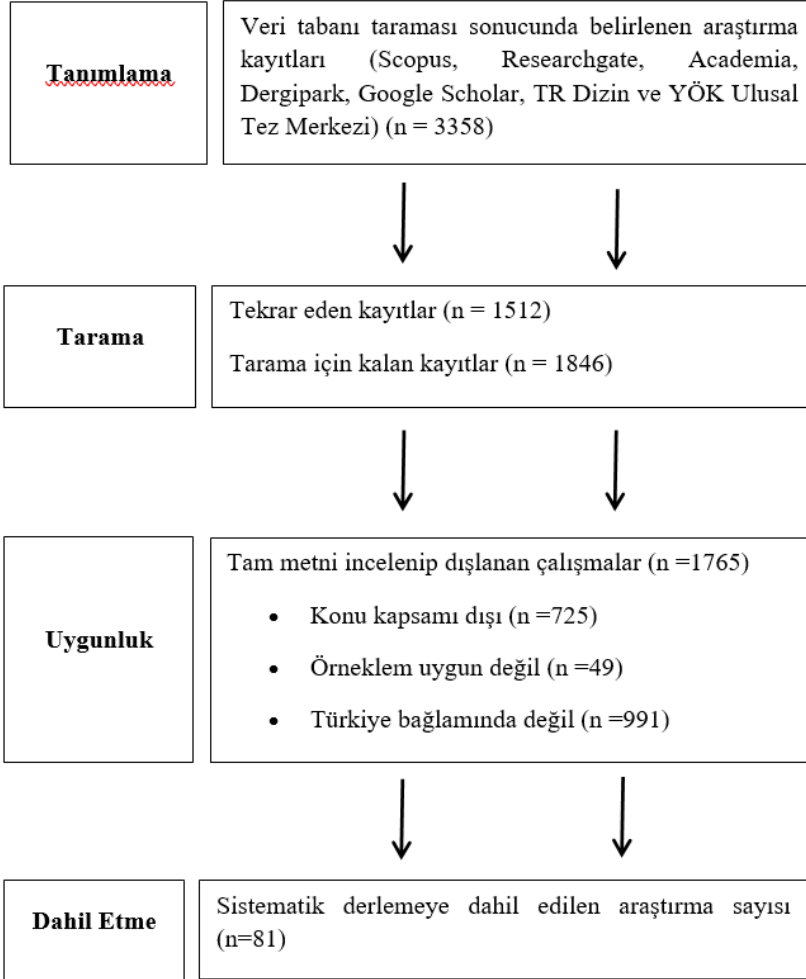 Tanımlama
Veri tabanı taraması sonucunda belirlenen araştırma
kayıtları (Scopus, Researchgate, Academia,
Dergipark, Google Scholar, TR Dizin ve YÖK Ulusal
Tez Merkezi) (n = 3358)
Tarama
Tekrar eden kayıtlar (n = 1512)
Tarama için kalan kayıtlar (n = 1846)
Uygunluk
Tam metni incelenip dışlanan çalışmalar (n =1765)
• Konu kapsamı dışı (n =725)
• Örneklem uygun değil (n =49)
• Türkiye bağlamında değil (n =991)
Dahil Etme
Sistematik derlemeye dahil edilen araştırma sayısı
(n=81)